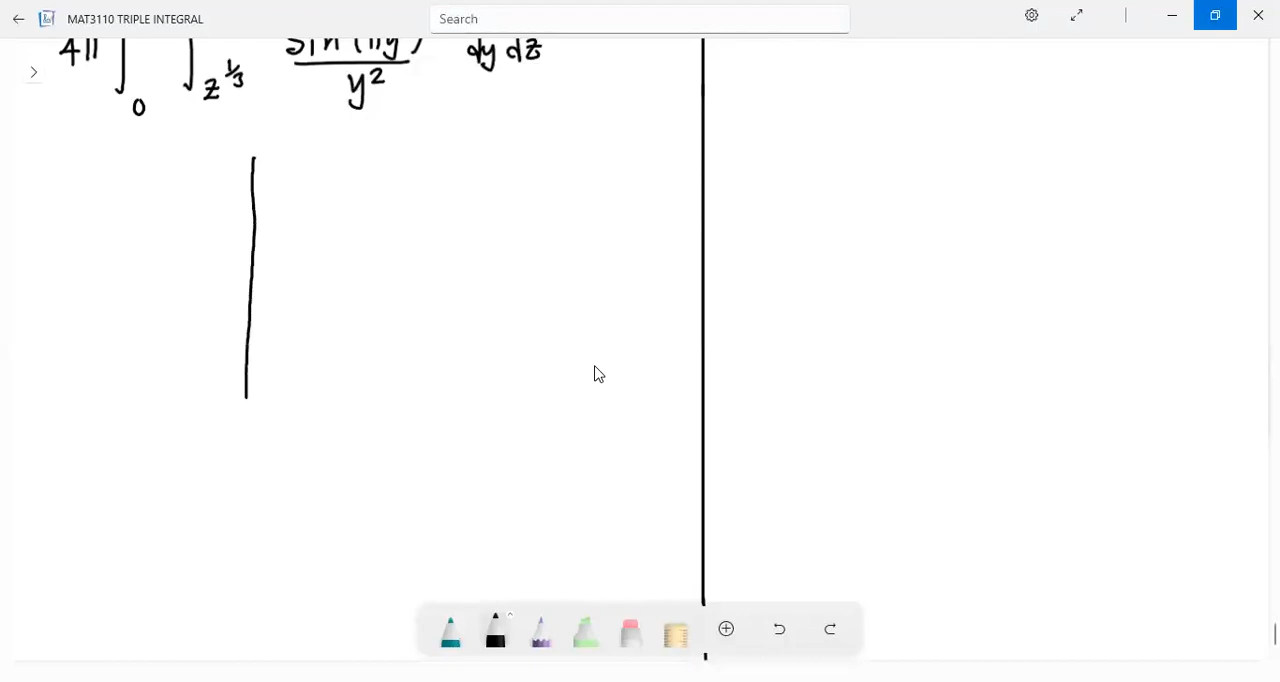 MAT3110 TRIPLE INTEGRAL
Search
4π ∫ ∫ sin(πy) / y² dy dz
0 z^1/3